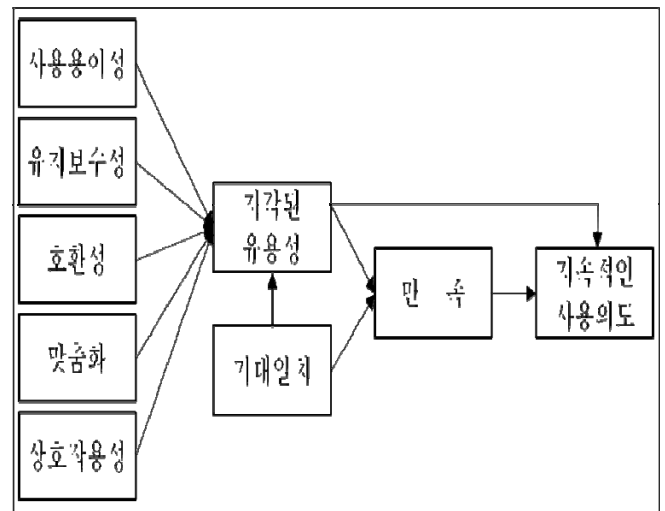 사용용이성
유지보수성
호환성
맞춤화
상호작용성
지각된
유용성
기대일치
만 족
지속적인
사용의도